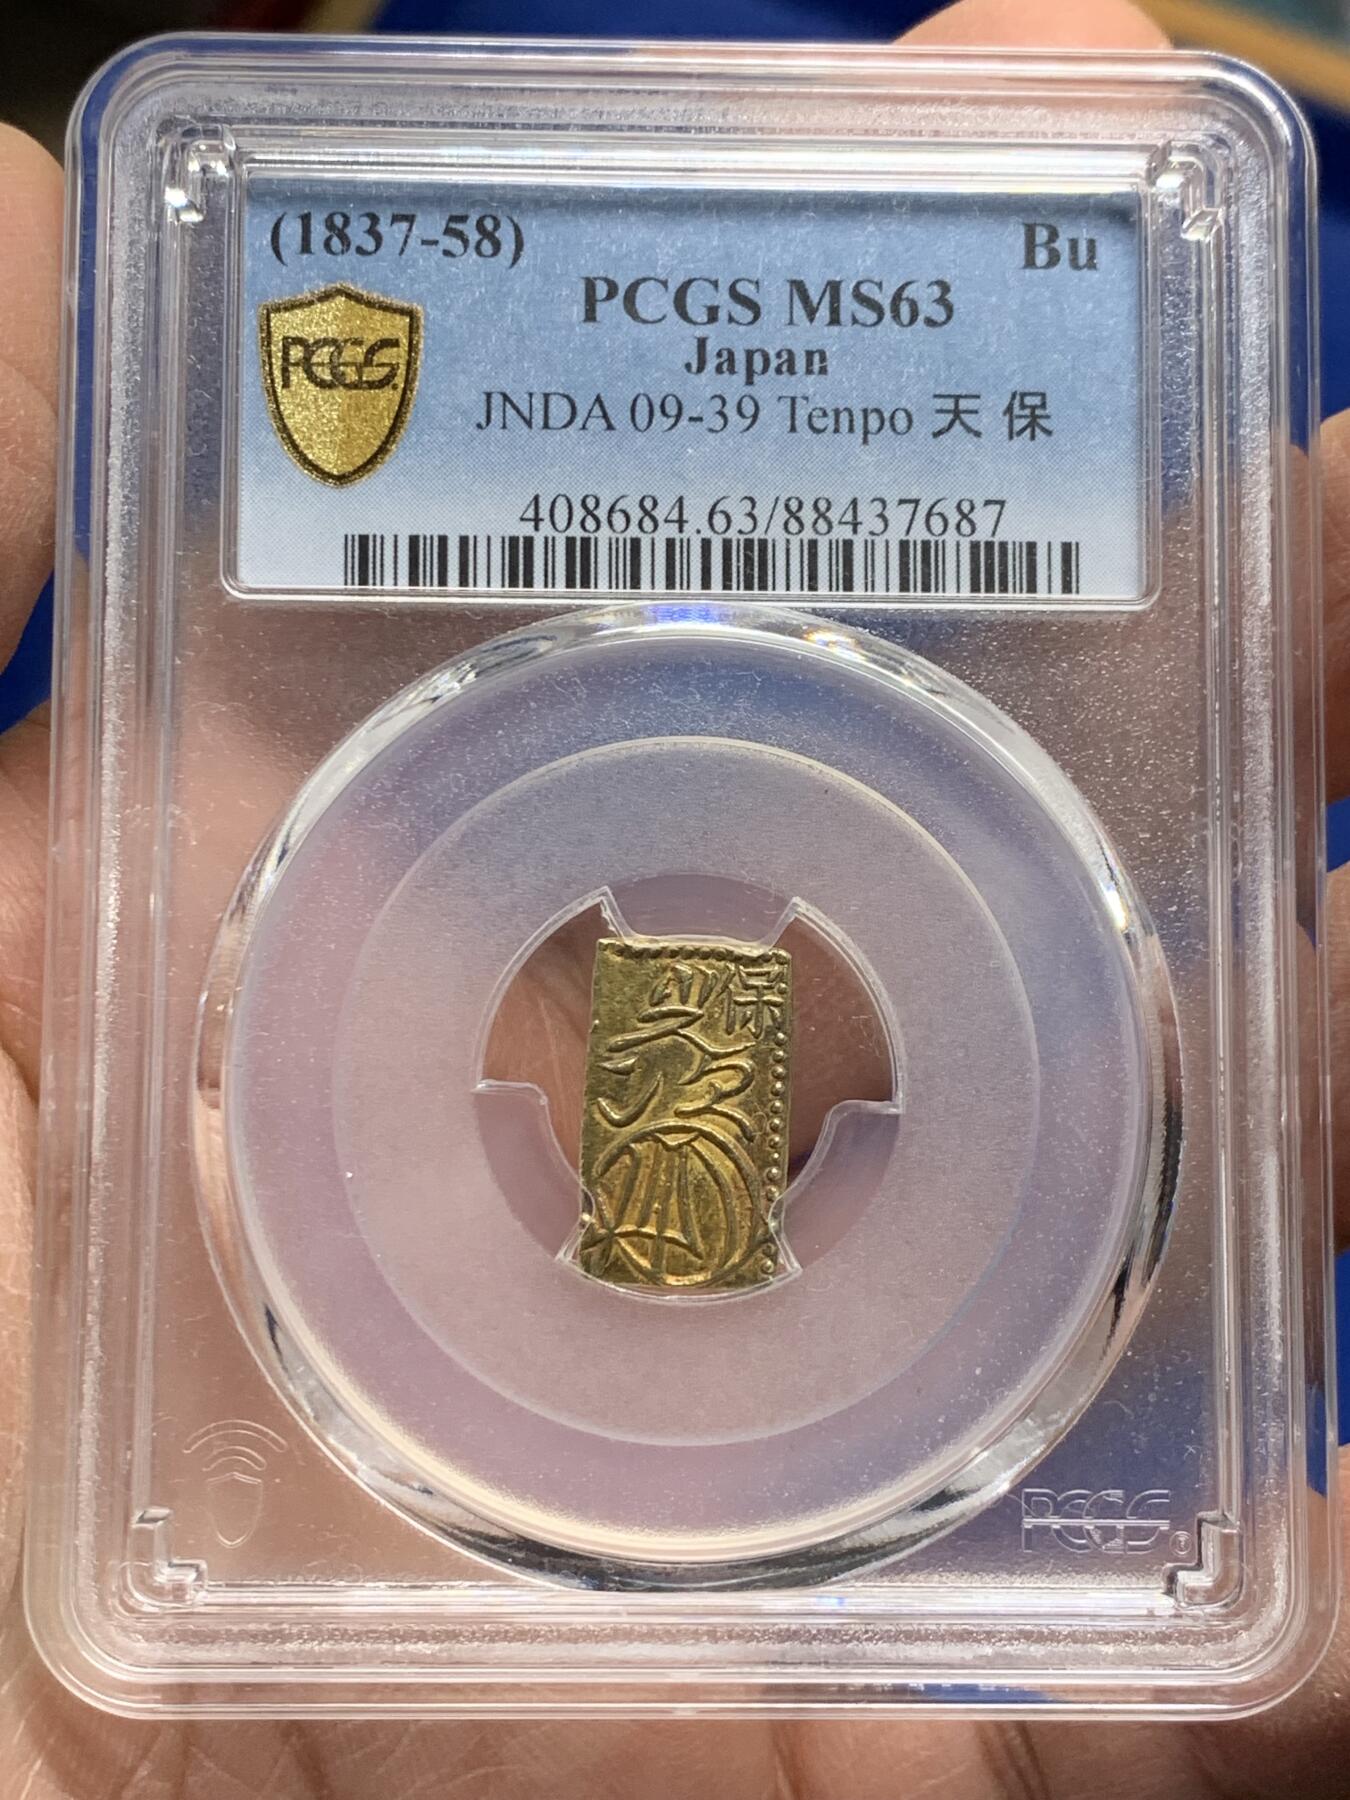 (1837-58) Bu
PCGS MS63
PCGS
Japan
JNDA 09-39 Tenpo 天保
408684.63/88437687
保
PCGS